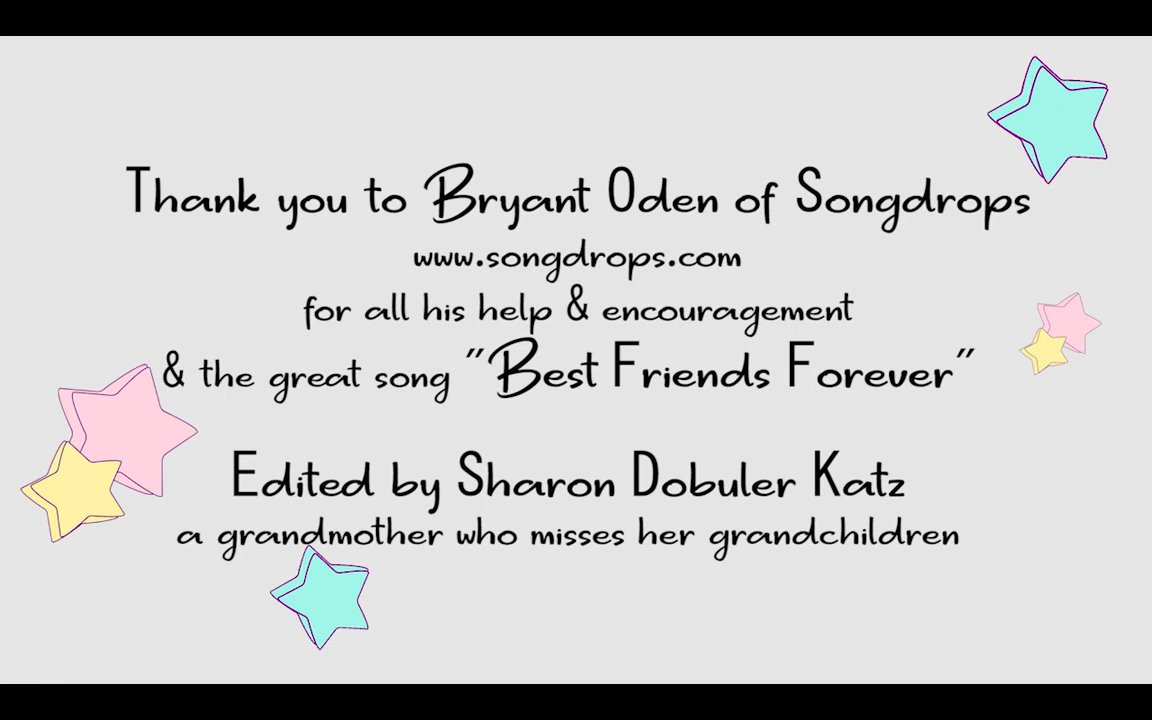 Thank you to Bryant Oden of Songdrops
www.songdrops.com
for all his help & encouragement
& the great song "Best Friends Forever"
Edited by Sharon Dobuler Katz
a grandmother who misses her grandchildren